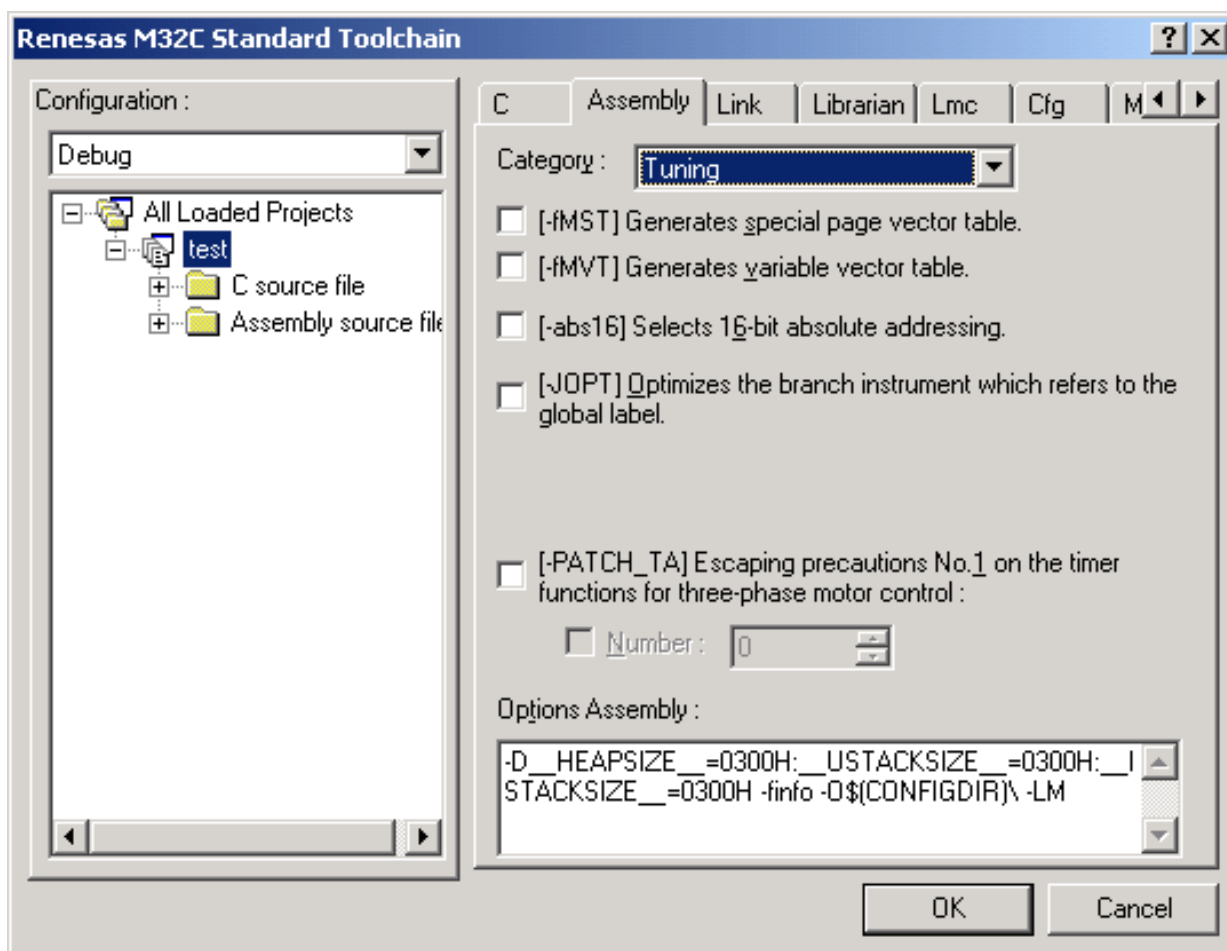 Renesas M32C Standard Toolchain
Configuration :
Debug
All Loaded Projects
test
C source file
Assembly source file
C
Assembly
Link
Librarian
Lmc
Cfg
M
Category :
Tuning
[-fMST] Generates special page vector table.
[-fMVT] Generates variable vector table.
[-abs16] Selects 16-bit absolute addressing.
[-JOPT] Optimizes the branch instrument which refers to the
global label.
[-PATCH_TA] Escaping precautions No.1 on the timer
functions for three-phase motor control :
Number :
0
Options Assembly :
-D__HEAPSIZE__=0300H:__USTACKSIZE__=0300H:__I
STACKSIZE__=0300H -finfo -O$(CONFIGDIR)\ -LM
OK
Cancel